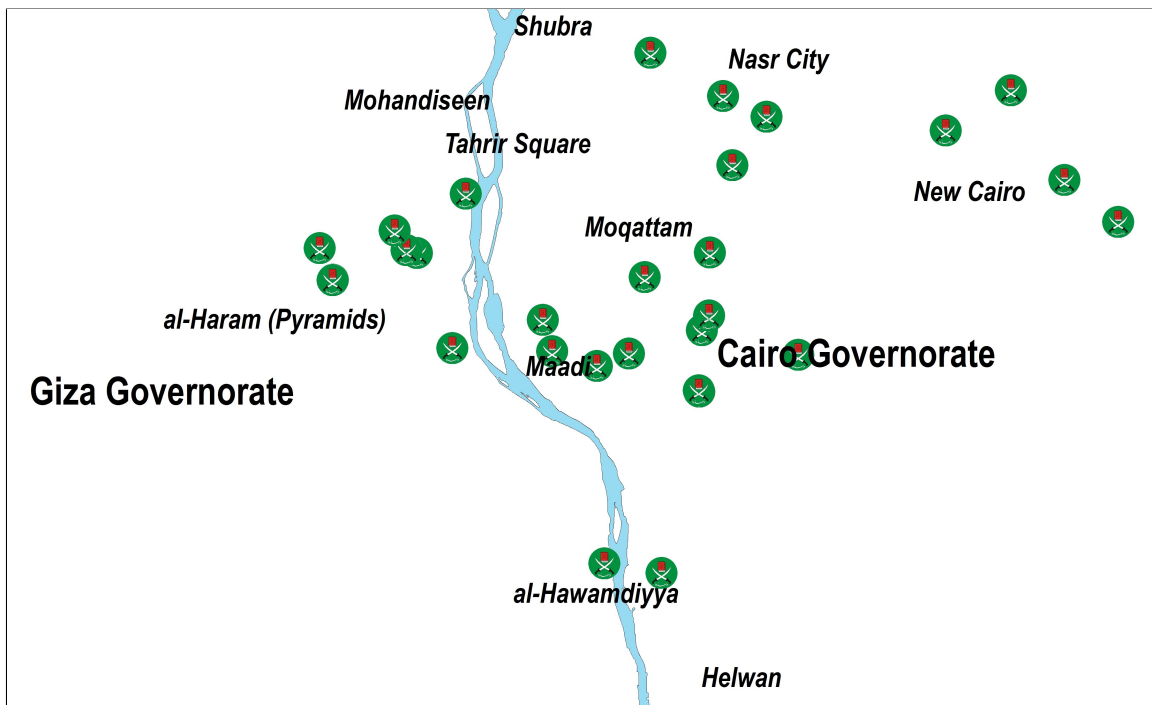 Shubra
Nasr City
Mohandiseen
Tahrir Square
New Cairo
Moqattam
al-Haram (Pyramids)
Cairo Governorate
Maadi
Giza Governorate
al-Hawamdiyya
Helwan